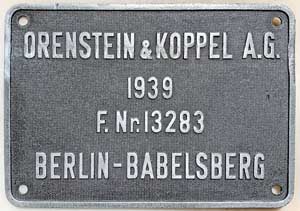 ORENSTEIN & KOPPEL A.G.
1939
F. Nr. 13283
BERLIN-BABELSBERG